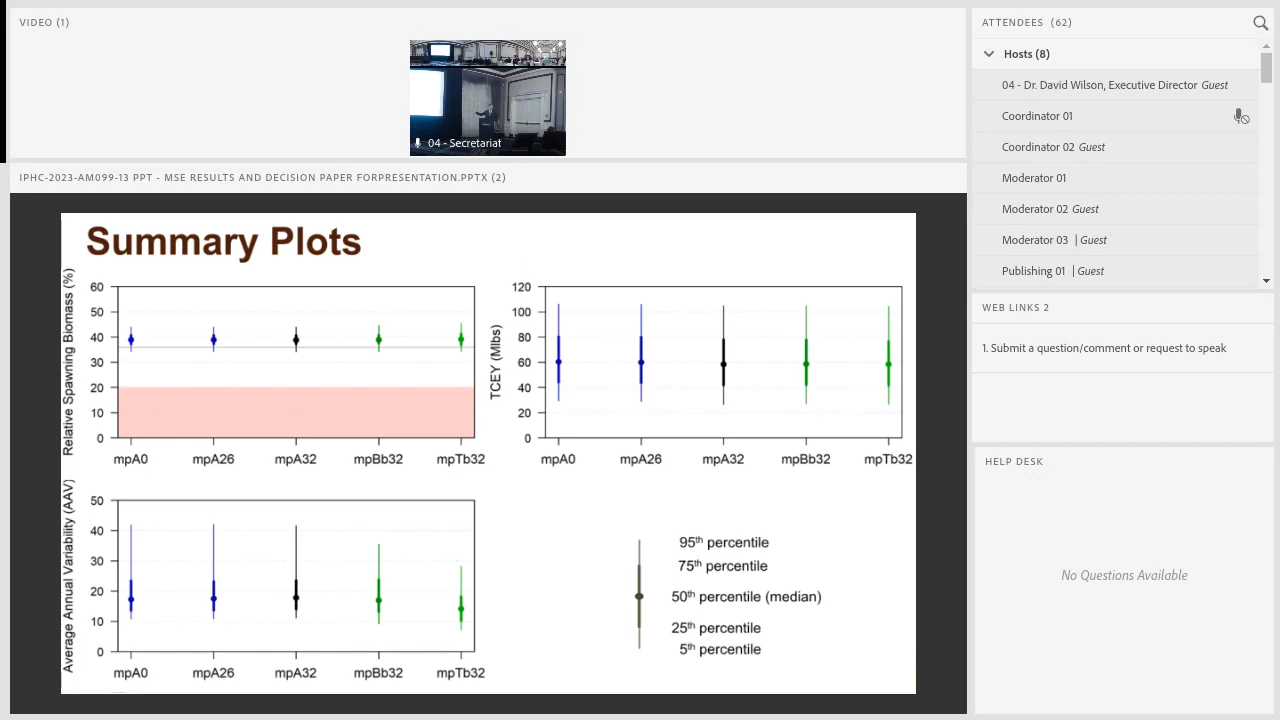 VIDEO (1)
04 - Secretariat
IPHC-2023-AM099-13 PPT - MSE RESULTS AND DECISION PAPER FORPRESENTATION.PPTX (2)
Summary Plots
Relative Spawning Biomass (%)
60
50
40
30
20
10
0
mpA0 mpA26 mpA32 mpBb32 mpTb32
TCEY (Mlbs)
120
100
80
60
40
20
0
mpA0 mpA26 mpA32 mpBb32 mpTb32
Average Annual Variability (AAV)
50
40
30
20
10
0
mpA0 mpA26 mpA32 mpBb32 mpTb32
95th percentile
75th percentile
50th percentile (median)
25th percentile
5th percentile
ATTENDEES (62)
Hosts (8)
04 - Dr. David Wilson, Executive Director Guest
Coordinator 01
Coordinator 02 Guest
Moderator 01
Moderator 02 Guest
Moderator 03 | Guest
Publishing 01 | Guest
WEB LINKS 2
1. Submit a question/comment or request to speak
HELP DESK
No Questions Available